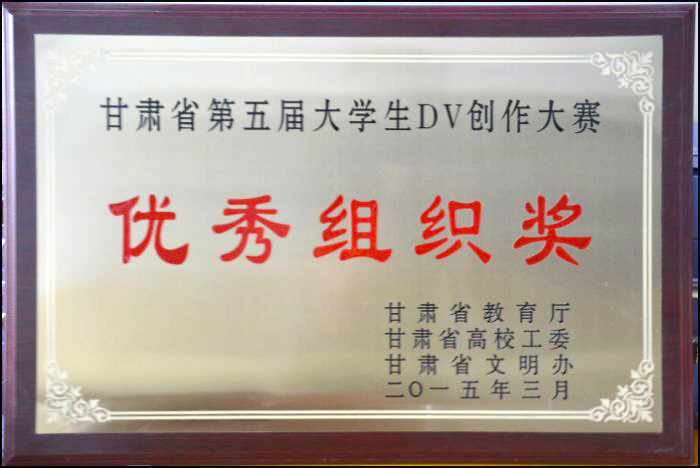 甘肃省第五届大学生DV创作大赛
优秀组织奖
甘肃省教育厅
甘肃省高校工委
甘肃省文明办
二〇一五年三月